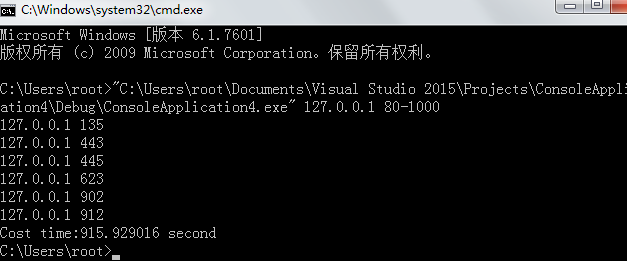 C:\Windows\system32\cmd.exe
Microsoft Windows [版本 6.1.7601]
版权所有 (c) 2009 Microsoft Corporation。保留所有权利。
C:\Users\root>"C:\Users\root\Documents\Visual Studio 2015\Projects\ConsoleAppli
ation4\Debug\ConsoleApplication4.exe" 127.0.0.1 80-1000
127.0.0.1 135
127.0.0.1 443
127.0.0.1 445
127.0.0.1 623
127.0.0.1 902
127.0.0.1 912
Cost time:915.929016 second
C:\Users\root>